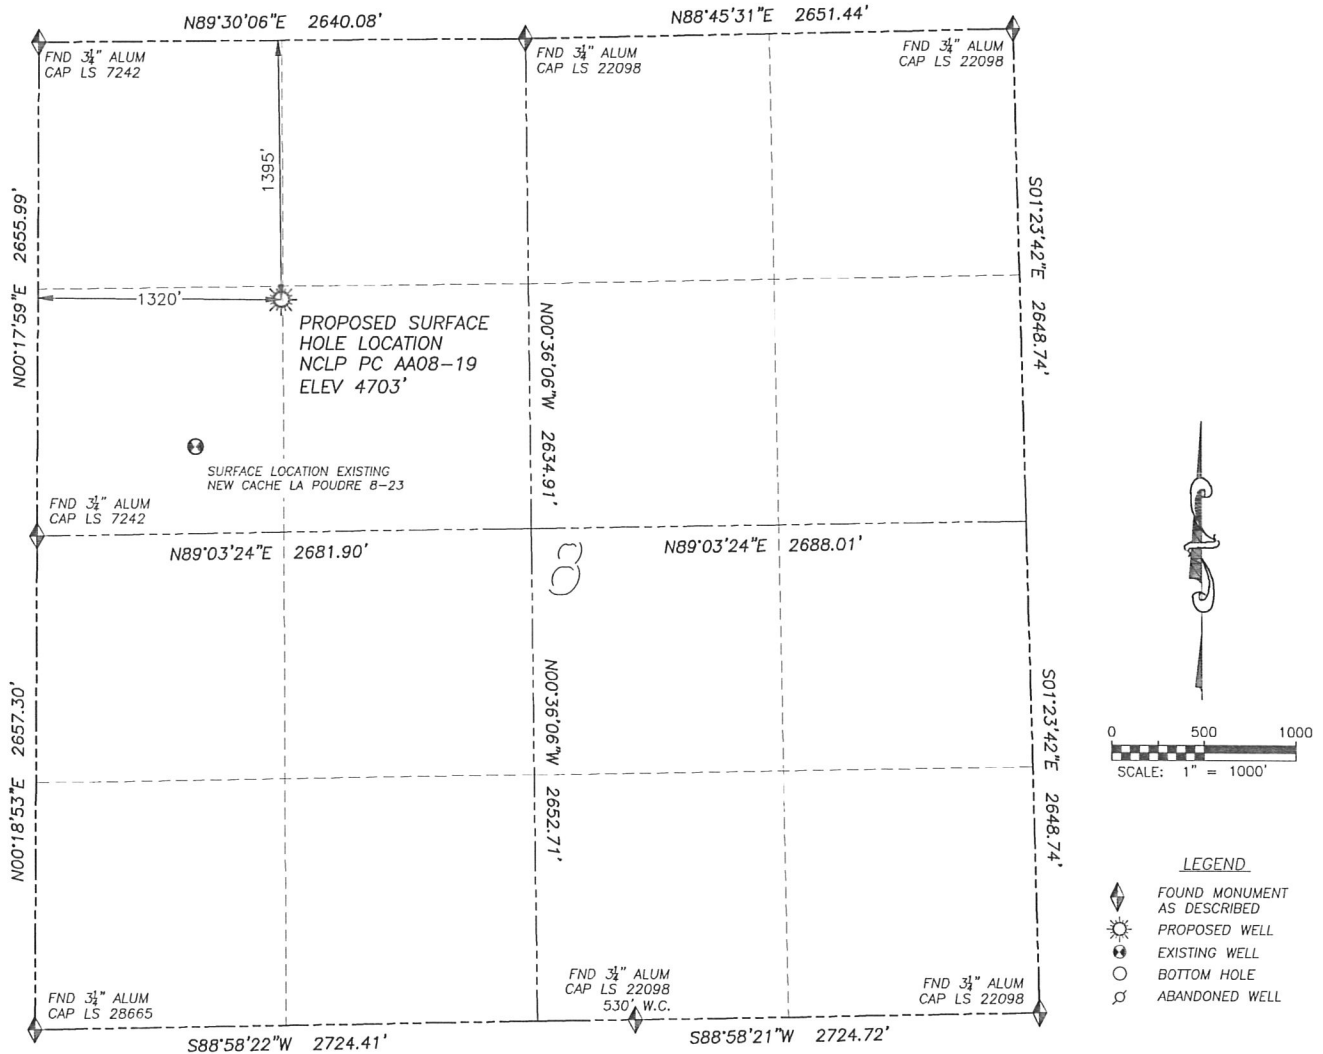 N89°30'06"E 2640.08'
N88°45'31"E 2651.44'
FND 3¼" ALUM
CAP LS 7242
FND 3¼" ALUM
CAP LS 22098
FND 3¼" ALUM
CAP LS 22098
1395'
N00°17'59"E 2655.99'
S01°23'42"E 2648.74'
1320'
PROPOSED SURFACE
HOLE LOCATION
NCLP PC AA08-19
ELEV 4703'
N00°36'06"W 2634.91'
SURFACE LOCATION EXISTING
NEW CACHE LA POUDRE 8-23
FND 3¼" ALUM
CAP LS 7242
N89°03'24"E 2681.90'
N89°03'24"E 2688.01'
8
N00°18'53"E 2657.30'
N00°36'06"W 2652.71'
S01°23'42"E 2648.74'
FND 3¼" ALUM
CAP LS 28665
FND 3¼" ALUM
CAP LS 22098
530' W.C.
FND 3¼" ALUM
CAP LS 22098
S88°58'22"W 2724.41'
S88°58'21"W 2724.72'
0 500 1000
SCALE: 1" = 1000'
LEGEND
FOUND MONUMENT
AS DESCRIBED
PROPOSED WELL
EXISTING WELL
BOTTOM HOLE
ABANDONED WELL